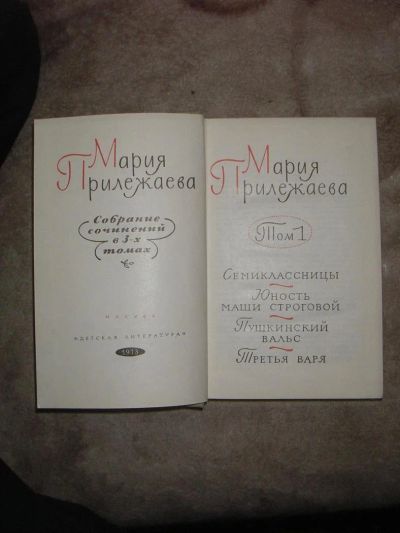 Мария
Прилежаева
Собрание
сочинений
в 3-х
томах
МОСКВА
«ДЕТСКАЯ ЛИТЕРАТУРА»
1973
Мария
Прилежаева
Том 1
Семиклассницы
Юность
маши строговой
Пушкинский
вальс
Третья варя